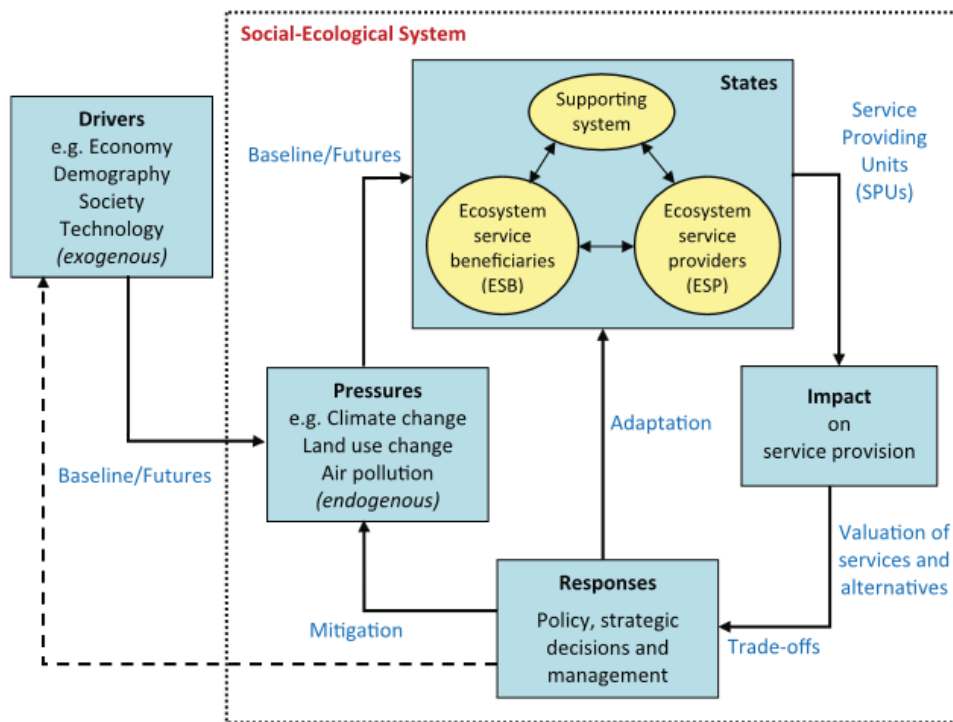 Social-Ecological System
Drivers
e.g. Economy
Demography
Society
Technology
(exogenous)
Baseline/Futures
States
Supporting
system
Ecosystem
service
beneficiaries
(ESB)
Ecosystem
service
providers
(ESP)
Service
Providing
Units
(SPUs)
Pressures
e.g. Climate change
Land use change
Air pollution
(endogenous)
Baseline/Futures
Adaptation
Impact
on
service provision
Valuation of
services and
alternatives
Responses
Policy, strategic
decisions and
management
Mitigation
Trade-offs